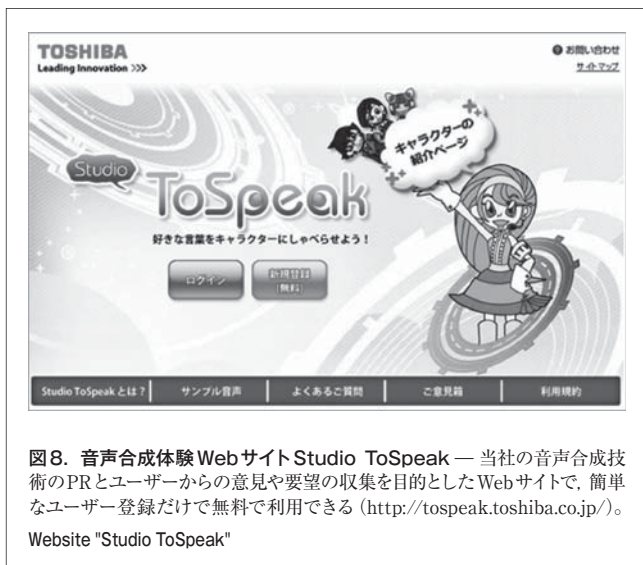 TOSHIBA
Leading Innovation >>>
? お問い合わせ
サイトマップ
キャラクターの
紹介ページ
Studio
ToSpeak
好きな言葉をキャラクターにしゃべらせよう!
ログイン
新規登録
(無料)
Studio ToSpeak とは?
サンプル音声
よくあるご質問
ご意見箱
利用規約
図8. 音声合成体験WebサイトStudio ToSpeak — 当社の音声合成技
術のPRとユーザーからの意見や要望の収集を目的としたWebサイトで,簡単
なユーザー登録だけで無料で利用できる(http://tospeak.toshiba.co.jp/)。
Website "Studio ToSpeak"